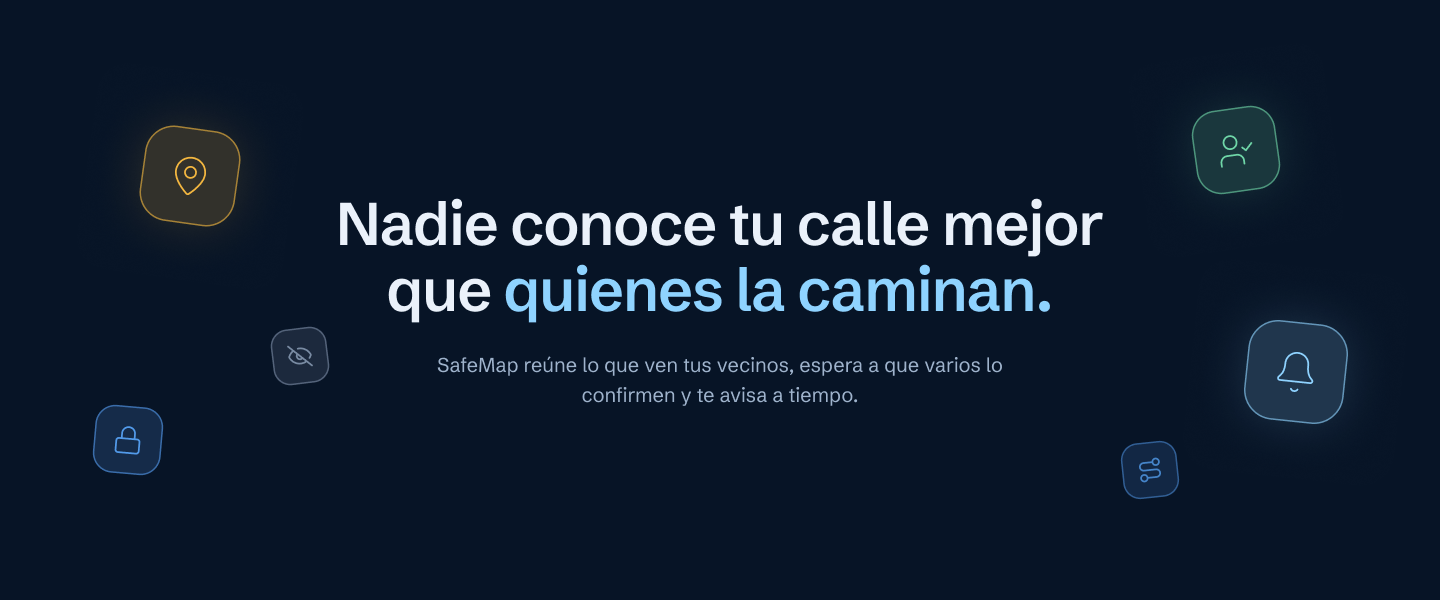 Nadie conoce tu calle mejor
que quienes la caminan.
SafeMap reúne lo que ven tus vecinos, espera a que varios lo
confirmen y te avisa a tiempo.